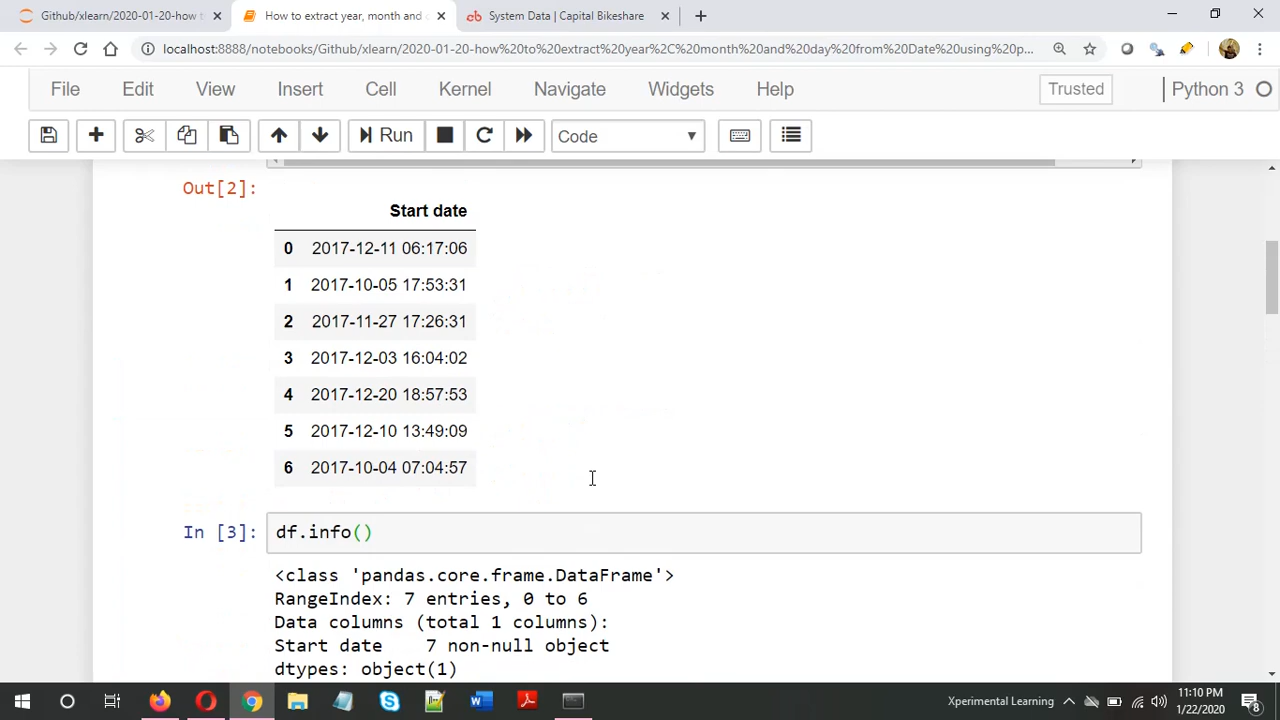 Github/xlearn/2020-01-20-how t
How to extract year, month and
System Data | Capital Bikeshare
localhost:8888/notebooks/Github/xlearn/2020-01-20-how%20to%20extract%20year%2C%20month%20and%20day%20from%20Date%20using%20p...
File Edit View Insert Cell Kernel Navigate Widgets Help Trusted Python 3
Run Code
Out[2]:
Start date
0 2017-12-11 06:17:06
1 2017-10-05 17:53:31
2 2017-11-27 17:26:31
3 2017-12-03 16:04:02
4 2017-12-20 18:57:53
5 2017-12-10 13:49:09
6 2017-10-04 07:04:57
In [3]: df.info()
<class 'pandas.core.frame.DataFrame'>
RangeIndex: 7 entries, 0 to 6
Data columns (total 1 columns):
Start date 7 non-null object
dtypes: object(1)
Xperimental Learning
11:10 PM
1/22/2020
8